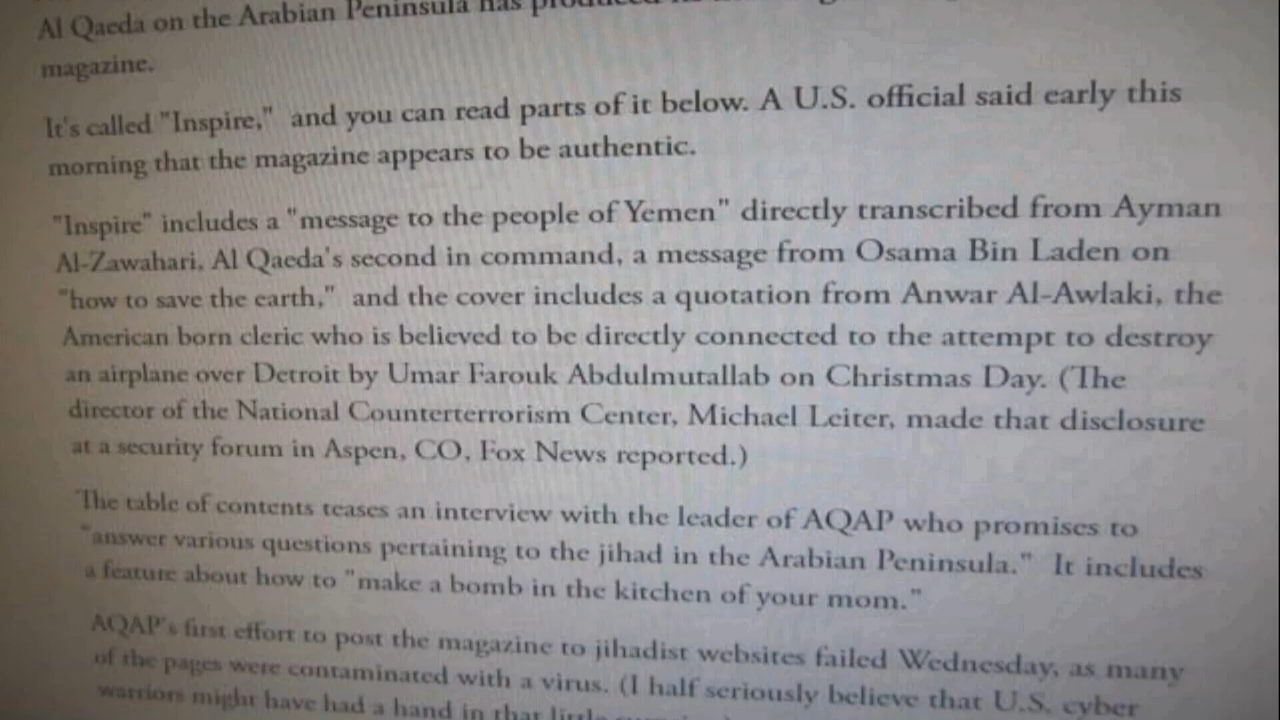 Al Qaeda on the Arabian Peninsula has
magazine.
It's called "Inspire," and you can read parts of it below. A U.S. official said early this
morning that the magazine appears to be authentic.
"Inspire" includes a "message to the people of Yemen" directly transcribed from Ayman
Al-Zawahari, Al Qaeda's second in command, a message from Osama Bin Laden on
"how to save the earth," and the cover includes a quotation from Anwar Al-Awlaki, the
American born cleric who is believed to be directly connected to the attempt to destroy
an airplane over Detroit by Umar Farouk Abdulmutallab on Christmas Day. (The
director of the National Counterterrorism Center, Michael Leiter, made that disclosure
at a security forum in Aspen, CO, Fox News reported.)
The table of contents teases an interview with the leader of AQAP who promises to
"answer various questions pertaining to the jihad in the Arabian Peninsula." It includes
a feature about how to "make a bomb in the kitchen of your mom."
AQAP's first effort to post the magazine to jihadist websites failed Wednesday, as many
of the pages were contaminated with a virus. (I half seriously believe that U.S. cyber
warriors might have had a hand in that little